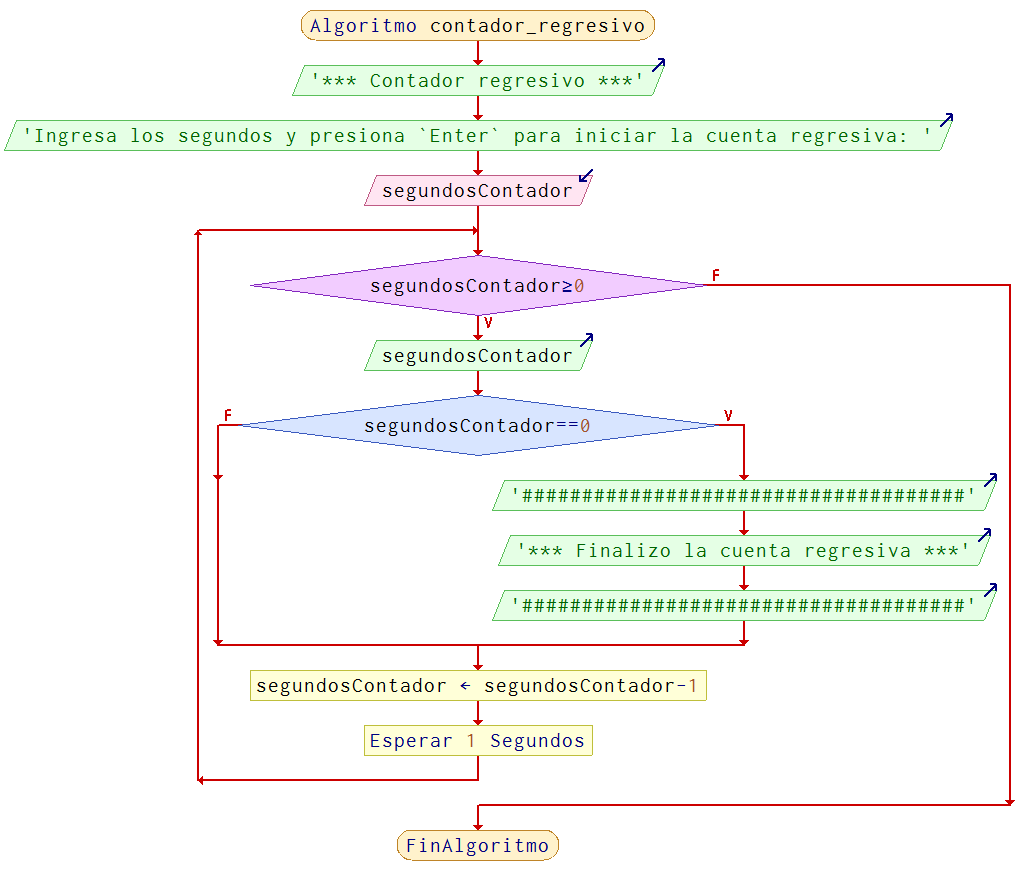 Algoritmo contador_regresivo
'*** Contador regresivo ***'
'Ingresa los segundos y presiona `Enter` para iniciar la cuenta regresiva: '
segundosContador
segundosContador≥0
F
V
segundosContador
F
segundosContador==0
V
'#####################################'
'*** Finalizo la cuenta regresiva ***'
'#####################################'
segundosContador ← segundosContador-1
Esperar 1 Segundos
FinAlgoritmo